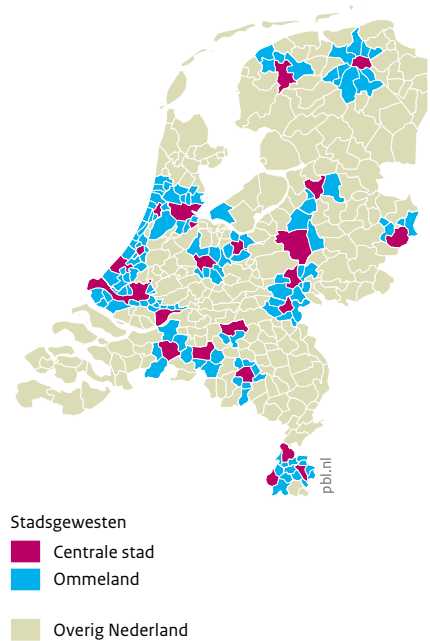 pbl.nl
Stadsgewesten
Centrale stad
Ommeland
Overig Nederland